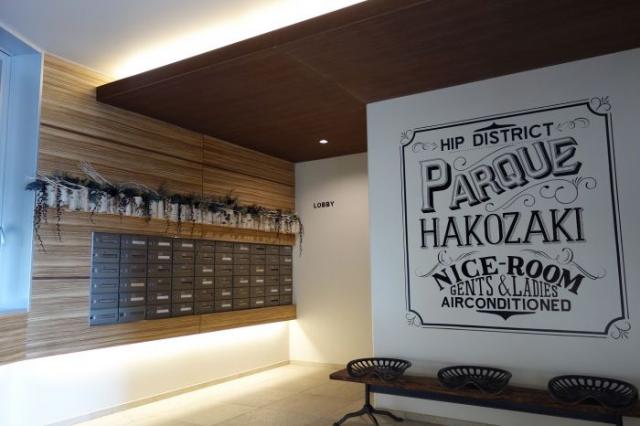 LOBBY
HIP DISTRICT
PARQUE
HAKOZAKI
NICE-ROOM
GENTS & LADIES
AIRCONDITIONED